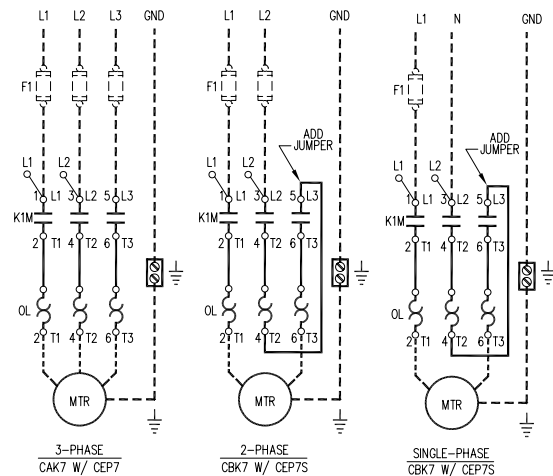 L1 L2 L3 GND
F1
L1 L2
1 L1 3 L2 5 L3
K1M
2 T1 4 T2 6 T3
OL
2 T1 4 T2 6 T3
MTR
3-PHASE
CAK7 W/ CEP7
L1 L2 GND
F1
ADD
JUMPER
L1 L2
1 L1 3 L2 5 L3
K1M
2 T1 4 T2 6 T3
OL
2 T1 4 T2 6 T3
MTR
2-PHASE
CBK7 W/ CEP7S
L1 N GND
F1
ADD
JUMPER
L1 L2
1 L1 3 L2 5 L3
K1M
2 T1 4 T2 6 T3
OL
2 T1 4 T2 6 T3
MTR
SINGLE-PHASE
CBK7 W/ CEP7S